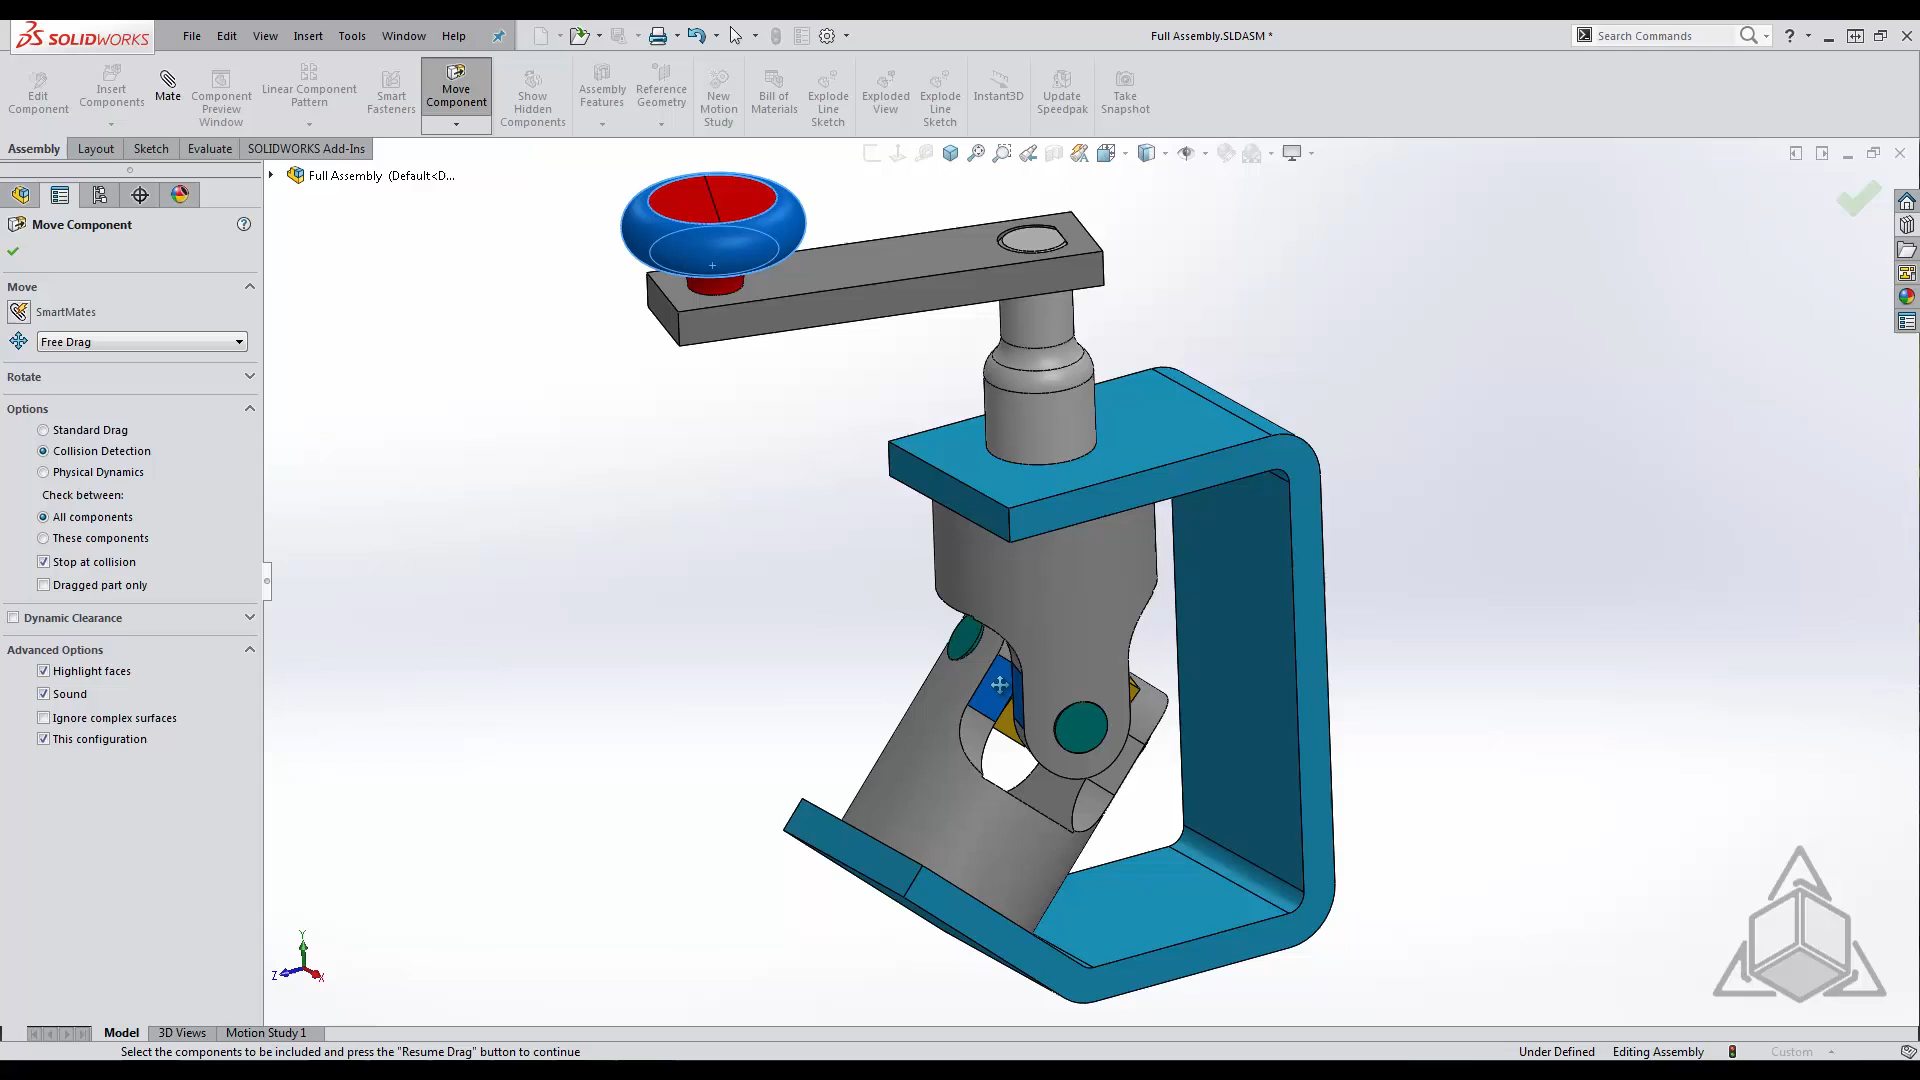 SOLIDWORKS File Edit View Insert Tools Window Help Full Assembly.SLDASM * Search Commands ?
Edit Component
Insert Components
Mate
Component Preview Window
Linear Component Pattern
Smart Fasteners
Move Component
Show Hidden Components
Assembly Features
Reference Geometry
New Motion Study
Bill of Materials
Explode Line Sketch
Exploded View
Explode Line Sketch
Instant3D
Update Speedpak
Take Snapshot
Assembly Layout Sketch Evaluate SOLIDWORKS Add-Ins
Full Assembly (Default<D...
Move Component ?
Move
SmartMates
Free Drag
Rotate
Options
Standard Drag
Collision Detection
Physical Dynamics
Check between:
All components
These components
Stop at collision
Dragged part only
Dynamic Clearance
Advanced Options
Highlight faces
Sound
Ignore complex surfaces
This configuration
Y
Z X
Model 3D Views Motion Study 1
Select the components to be included and press the "Resume Drag" button to continue Under Defined Editing Assembly Custom